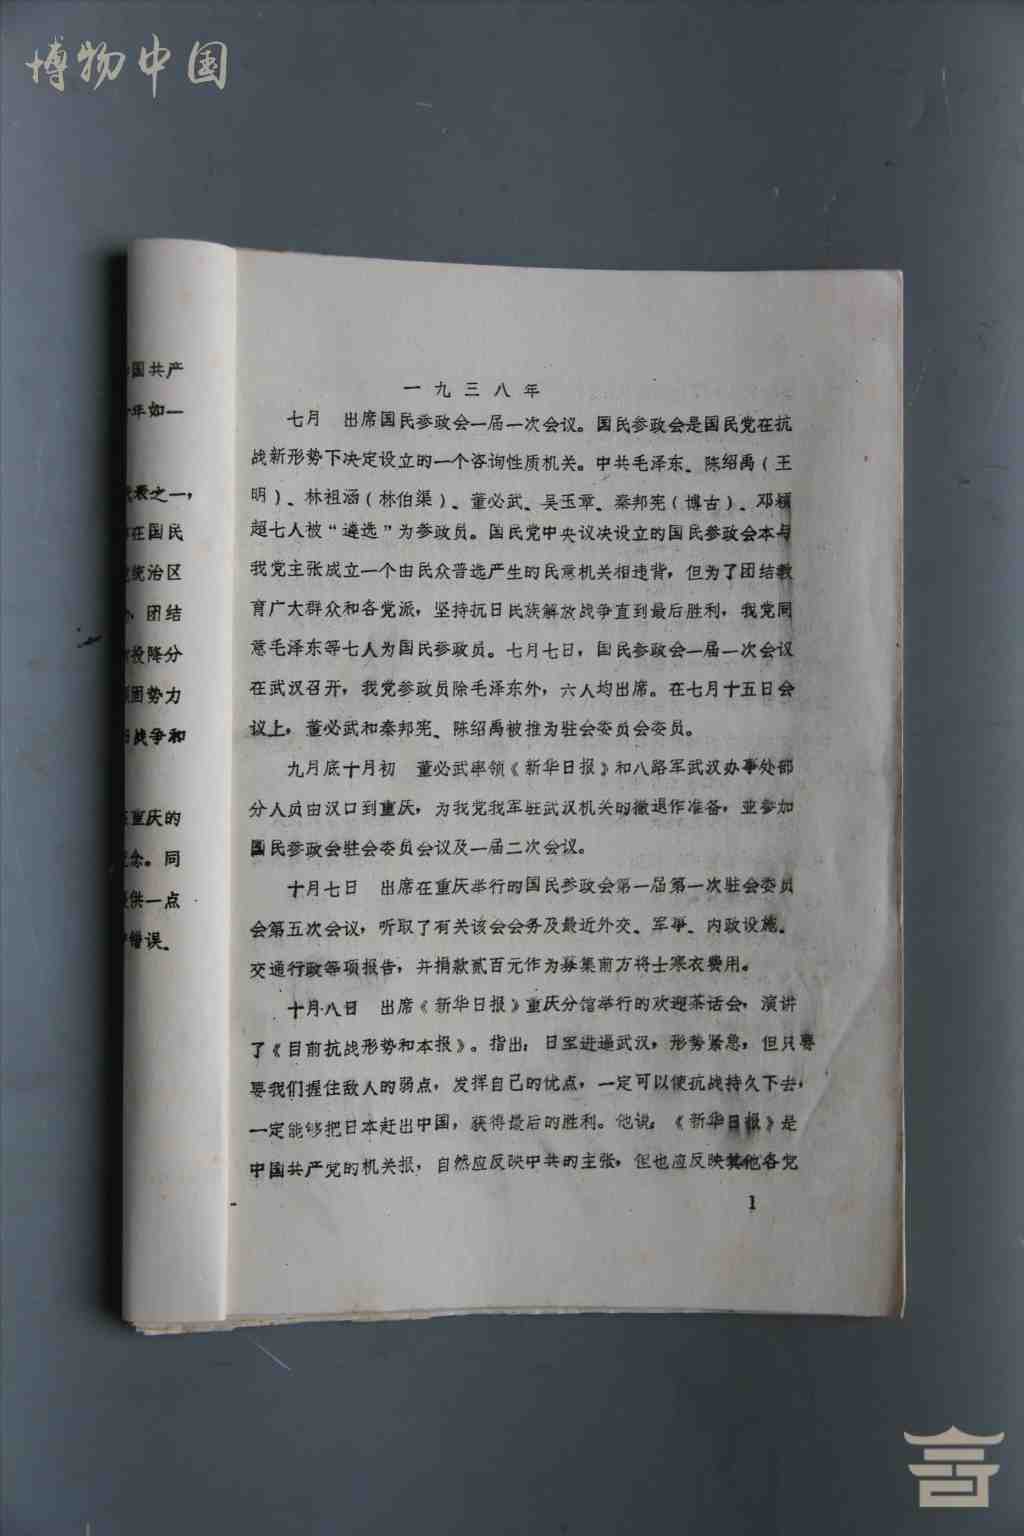 博物中国
国共产
年如一
之一，
在国民
统治区
、团结
投降分
固势力
战争和
重庆的
念。同
供一点
错误、
一九三八年
七月　出席国民参政会一届一次会议。国民参政会是国民党在抗
战新形势下决定设立的一个咨询性质机关。中共毛泽东、陈绍禹（王
明）、林祖涵（林伯渠）、董必武、吴玉章、秦邦宪（博古）、邓颖
超七人被“遴选”为参政员。国民党中央议决设立的国民参政会本与
我党主张成立一个由民众普选产生的民意机关相违背，但为了团结教
育广大群众和各党派，坚持抗日民族解放战争直到最后胜利，我党同
意毛泽东等七人为国民参政员。七月七日，国民参政会一届一次会议
在武汉召开，我党参政员除毛泽东外，六人均出席。在七月十五日会
议上，董必武和秦邦宪、陈绍禹被推为驻会委员会委员。
九月底十月初　董必武率领《新华日报》和八路军武汉办事处部
分人员由汉口到重庆，为我党我军驻武汉机关的撤退作准备，並参加
国民参政会驻会委员会议及一届二次会议。
十月七日　出席在重庆举行的国民参政会第一届第一次驻会委员
会第五次会议，听取了有关该会会务及最近外交、军事、内政设施、
交通行政等项报告，并捐款贰百元作为募集前方将士寒衣费用。
十月八日　出席《新华日报》重庆分馆举行的欢迎茶话会，演讲
了《目前抗战形势和本报》。指出：日军进逼武汉，形势紧急，但只要
要我们握住敌人的弱点，发挥自己的优点，一定可以使抗战持久下去，
一定能够把日本赶出中国，获得最后的胜利。他说：《新华日报》是
中国共产党的机关报，自然应反映中共的主张，但也应反映其他各党
1